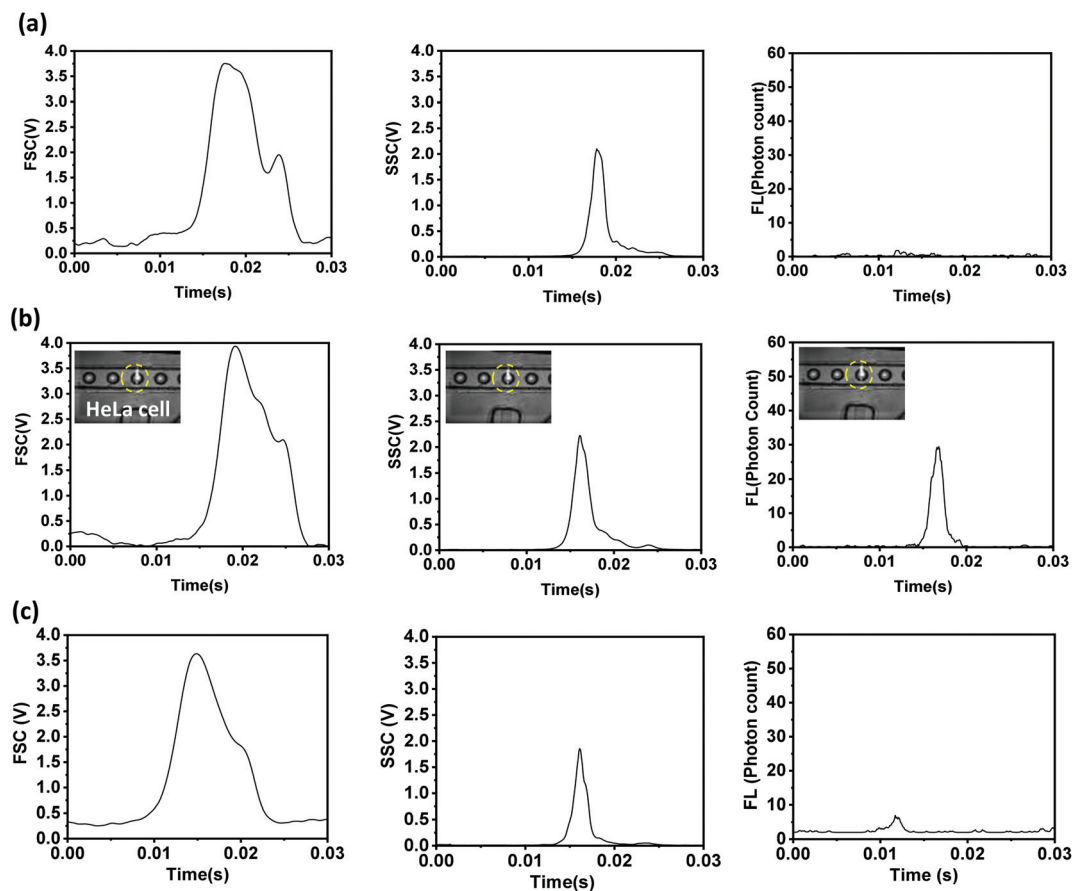 (a)
4.0
3.5
3.0
2.5
2.0
1.5
1.0
0.5
0.0
FSC(V)
0.00 0.01 0.02 0.03
Time(s)
4.0
3.5
3.0
2.5
2.0
1.5
1.0
0.5
0.0
SSC(V)
0.00 0.01 0.02 0.03
Time(s)
60
50
40
30
20
10
0
FL(Photon count)
0.00 0.01 0.02 0.03
Time(s)
(b)
4.0
3.5
3.0
2.5
2.0
1.5
1.0
0.5
0.0
FSC(V)
HeLa cell
0.00 0.01 0.02 0.03
Time(s)
4.0
3.5
3.0
2.5
2.0
1.5
1.0
0.5
0.0
SSC(V)
0.00 0.01 0.02 0.03
Time(s)
60
50
40
30
20
10
0
FL(Photon Count)
0.00 0.01 0.02 0.03
Time(s)
(c)
4.0
3.5
3.0
2.5
2.0
1.5
1.0
0.5
0.0
FSC (V)
0.00 0.01 0.02 0.03
Time(s)
4.0
3.5
3.0
2.5
2.0
1.5
1.0
0.5
0.0
SSC (V)
0.00 0.01 0.02 0.03
Time(s)
60
50
40
30
20
10
0
FL (Photon count)
0.00 0.01 0.02 0.03
Time (s)